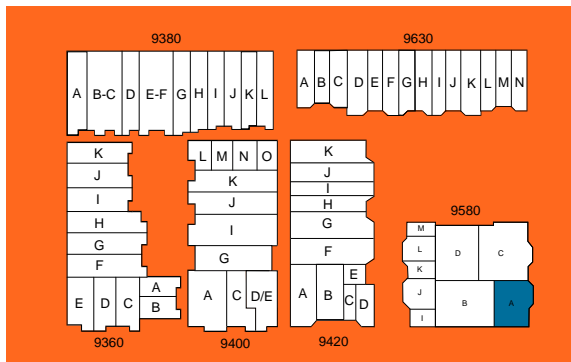 9380
A B-C D E-F G H I J K L
9630
A B C D E F G H I J K L M N
K
J
I
H
G
F
E D C A
B
9360
L M N O
K
J
I
G
A C D/E
9400
K
J
I
H
G
F
A B E
C D
9420
9580
M
L
K
J
I
D C
B A